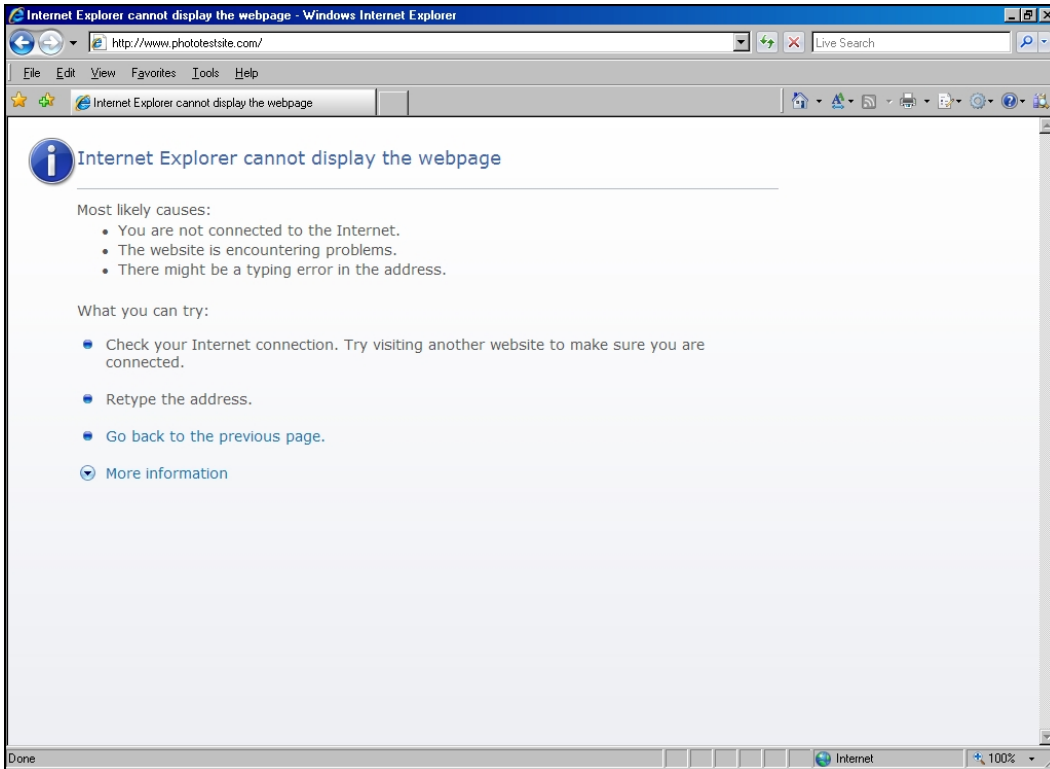 Internet Explorer cannot display the webpage - Windows Internet Explorer
http://www.phototestsite.com/
Live Search
File Edit View Favorites Tools Help
Internet Explorer cannot display the webpage
Internet Explorer cannot display the webpage
Most likely causes:
• You are not connected to the Internet.
• The website is encountering problems.
• There might be a typing error in the address.
What you can try:
Check your Internet connection. Try visiting another website to make sure you are
connected.
Retype the address.
Go back to the previous page.
More information
Done
Internet
100%